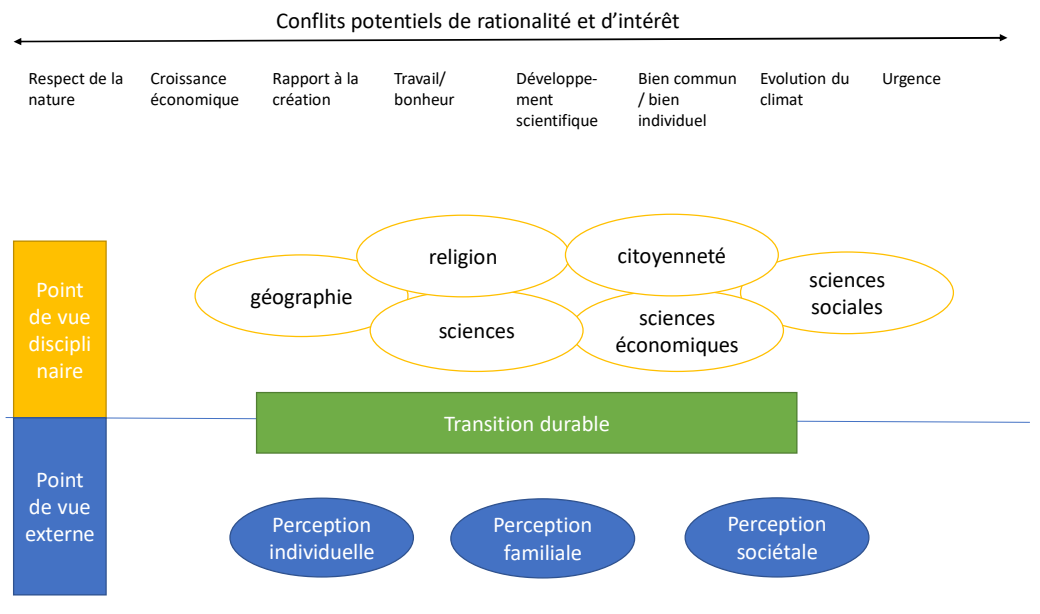 Conflits potentiels de rationalité et d’intérêt
Respect de la
nature
Croissance
économique
Rapport à la
création
Travail/
bonheur
Développe-
ment
scientifique
Bien commun
/ bien
individuel
Evolution du
climat
Urgence
Point
de vue
discipli
naire
géographie
religion
sciences
citoyenneté
sciences
économiques
sciences
sociales
Transition durable
Point
de vue
externe
Perception
individuelle
Perception
familiale
Perception
sociétale